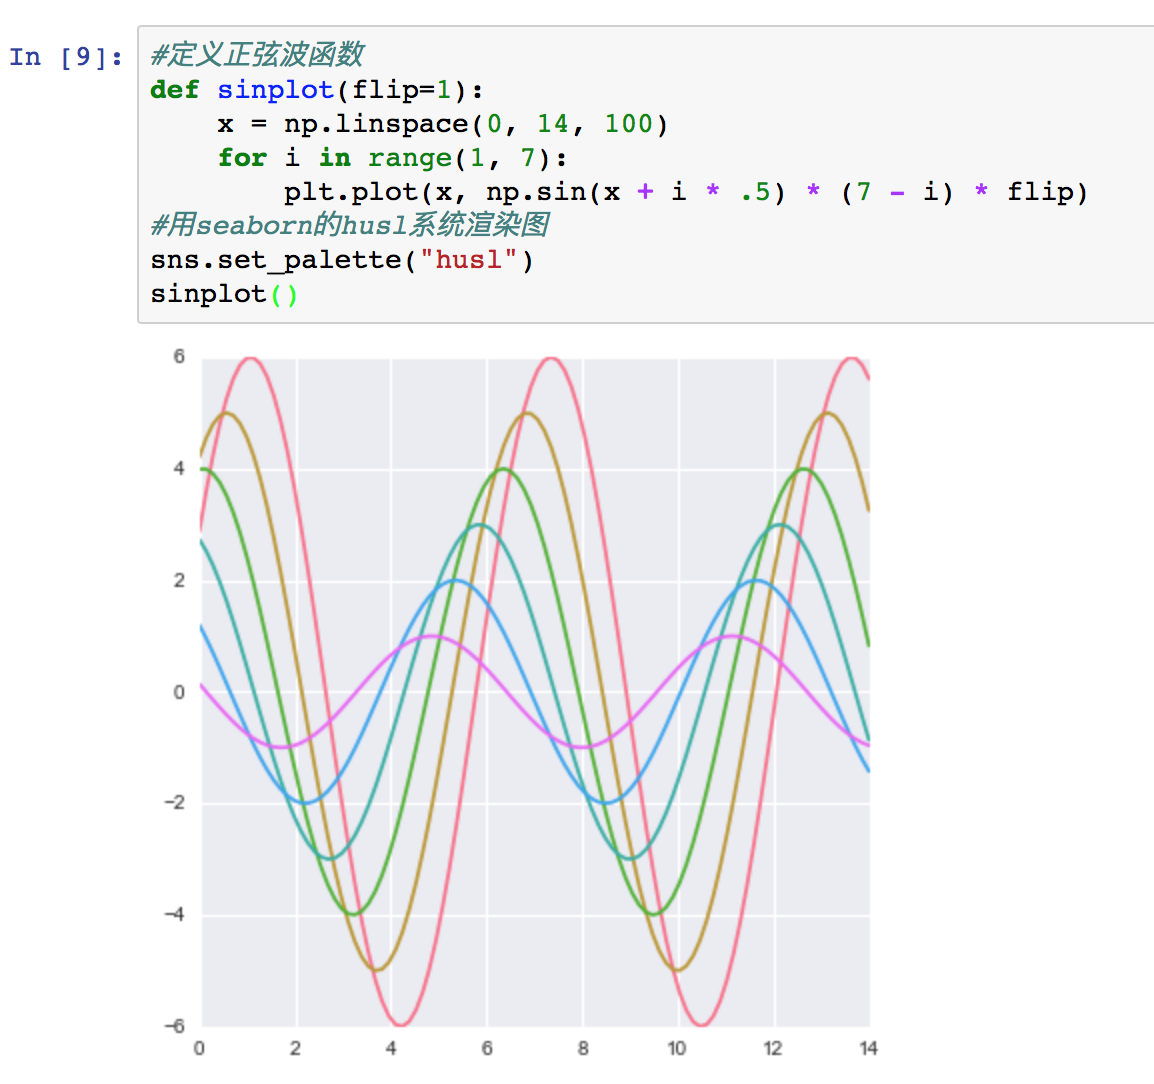 In [9]:
#定义正弦波函数
def sinplot(flip=1):
    x = np.linspace(0, 14, 100)
    for i in range(1, 7):
        plt.plot(x, np.sin(x + i * .5) * (7 - i) * flip)
#用seaborn的husl系统渲染图
sns.set_palette("husl")
sinplot()
6
4
2
0
−2
−4
−6
0 2 4 6 8 10 12 14